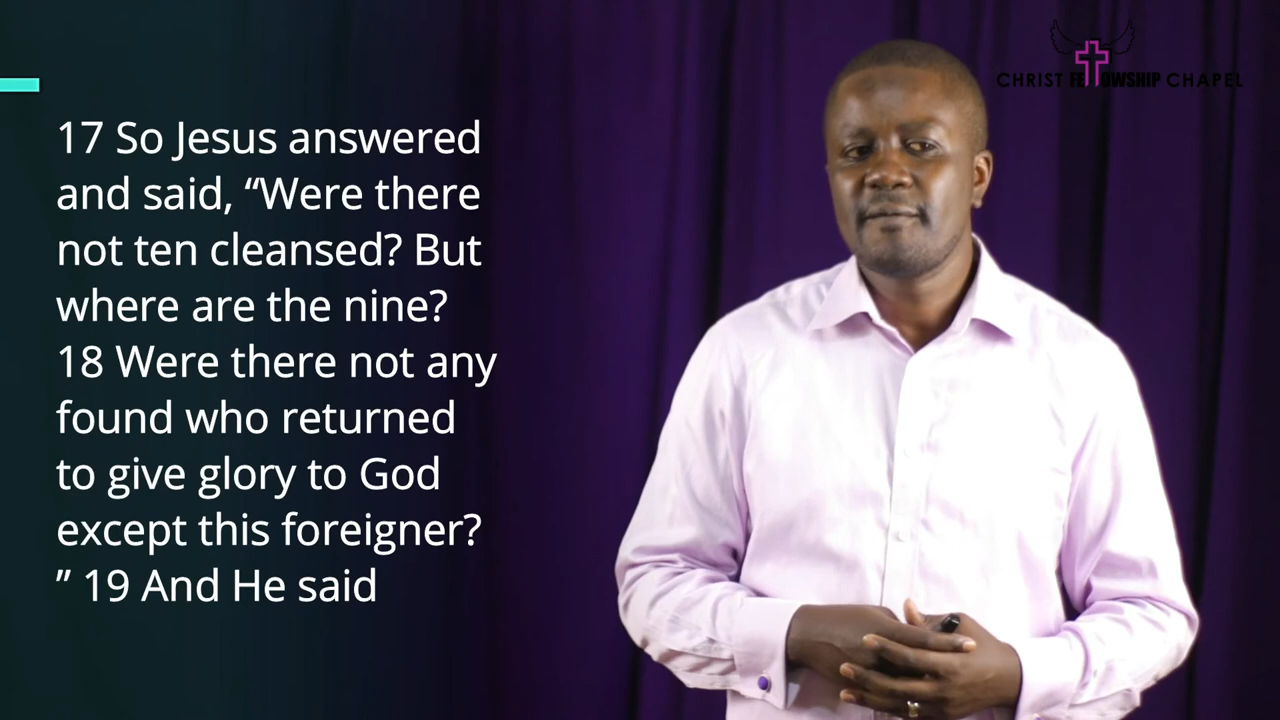 17 So Jesus answered
and said, “Were there
not ten cleansed? But
where are the nine?
18 Were there not any
found who returned
to give glory to God
except this foreigner?
” 19 And He said
CHRIST FELLOWSHIP CHAPEL